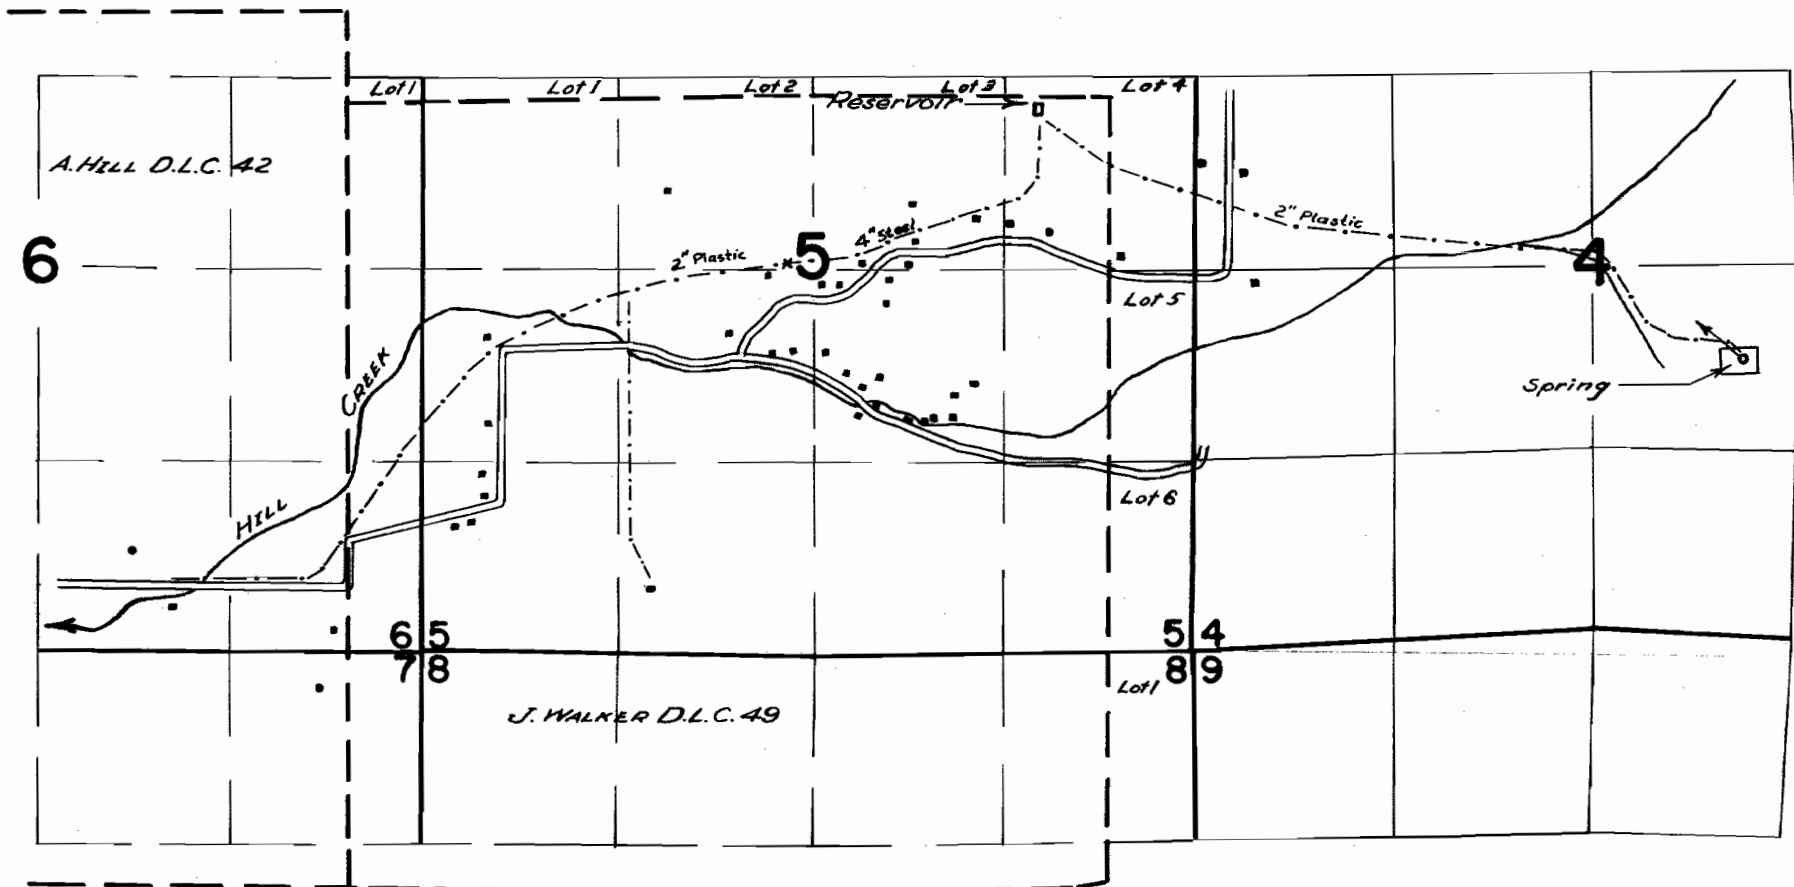 Lot 1
Lot 1
Lot 2
Lot 3
Lot 4
Reservoir
A. HILL D.L.C. 42
2" Plastic
4" Steel
2" Plastic
6
5
4
Lot 5
CREEK
Spring
HILL
Lot 6
6 5
7 8
5 4
8 9
Lot 1
J. WALKER D.L.C. 49